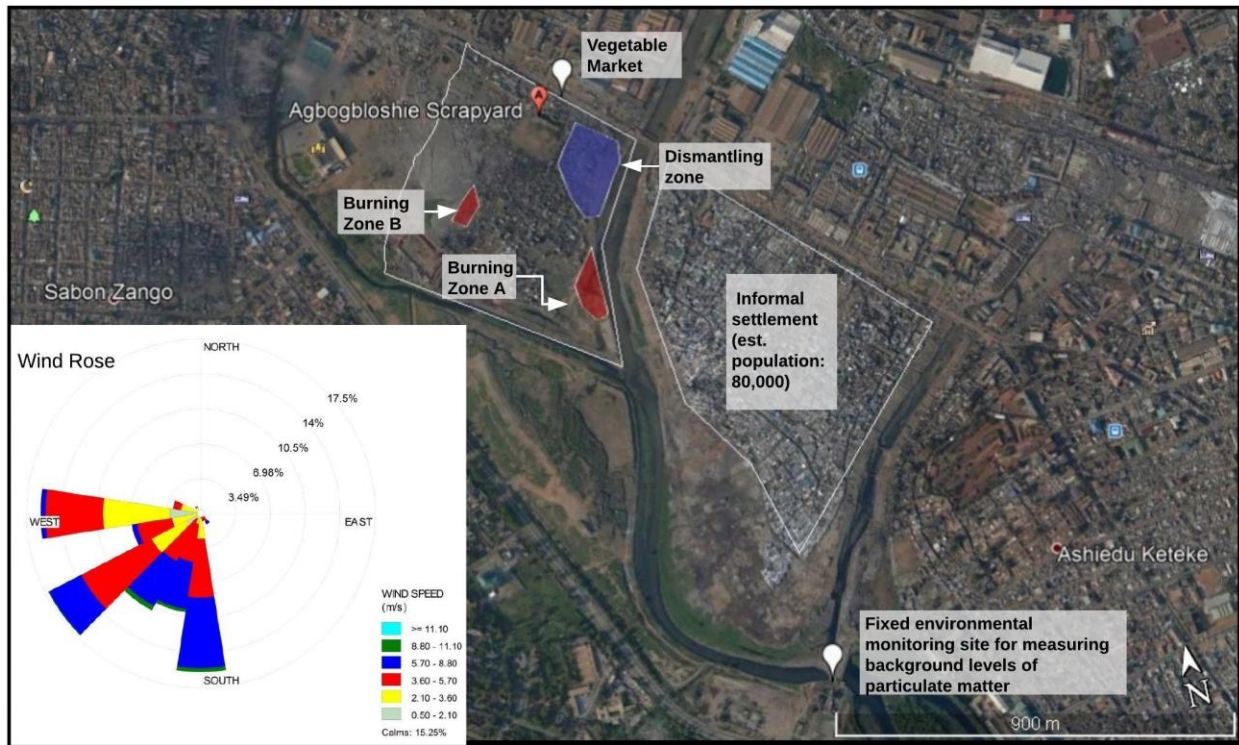 Vegetable
Market
A
Agbogbloshie Scrapyard
Dismantling
zone
Burning
Zone B
Burning
Zone A
Sabon Zango
Informal
settlement
(est.
population:
80,000)
Wind Rose
NORTH
17.5%
14%
10.5%
6.98%
3.49%
WEST
EAST
SOUTH
WIND SPEED
(m/s)
>= 11.10
8.80 - 11.10
5.70 - 8.80
3.60 - 5.70
2.10 - 3.60
0.50 - 2.10
Calms: 15.25%
Ashiedu Keteke
Fixed environmental
monitoring site for measuring
background levels of
particulate matter
N
900 m